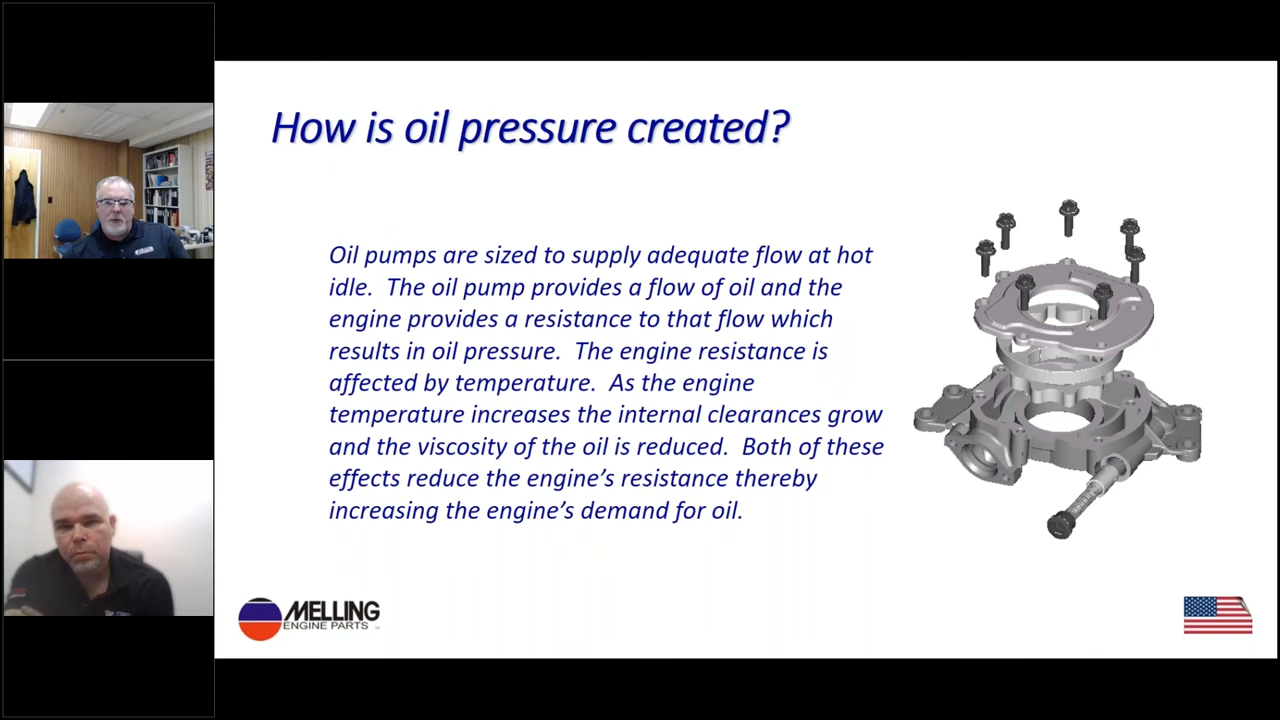 How is oil pressure created?
Oil pumps are sized to supply adequate flow at hot
idle.  The oil pump provides a flow of oil and the
engine provides a resistance to that flow which
results in oil pressure.  The engine resistance is
affected by temperature.  As the engine
temperature increases the internal clearances grow
and the viscosity of the oil is reduced.  Both of these
effects reduce the engine’s resistance thereby
increasing the engine’s demand for oil.
MELLING
ENGINE PARTS